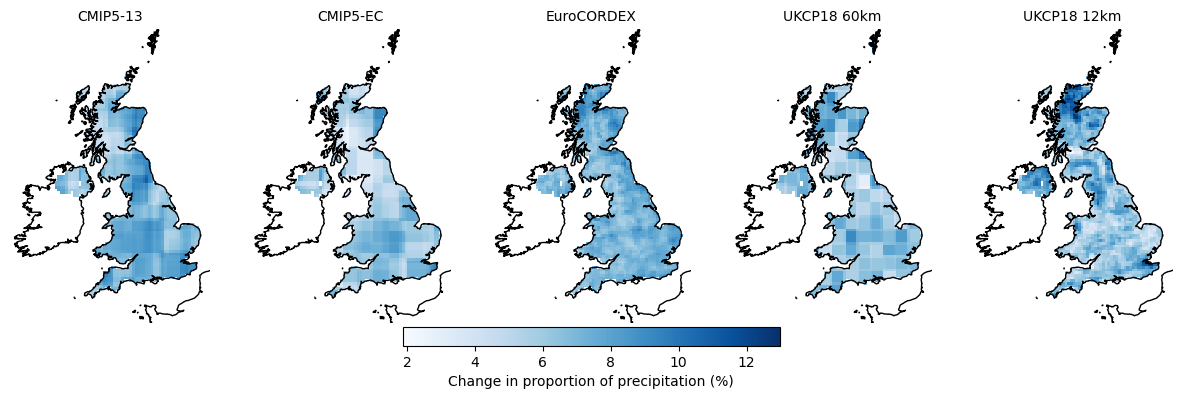 CMIP5-13
CMIP5-EC
EuroCORDEX
UKCP18 60km
UKCP18 12km
2 4 6 8 10 12
Change in proportion of precipitation (%)